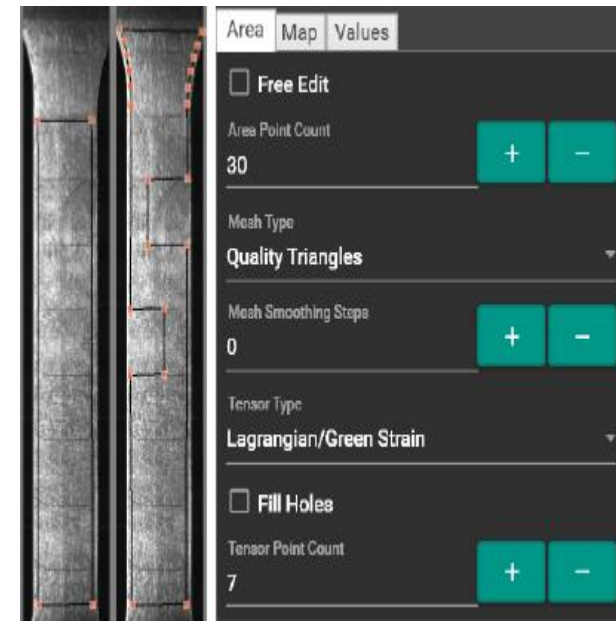 Area Map Values
Free Edit
Area Point Count
30
+ −
Mesh Type
Quality Triangles
Mesh Smoothing Steps
0
+ −
Tensor Type
Lagrangian/Green Strain
Fill Holes
Tensor Point Count
7
+ −